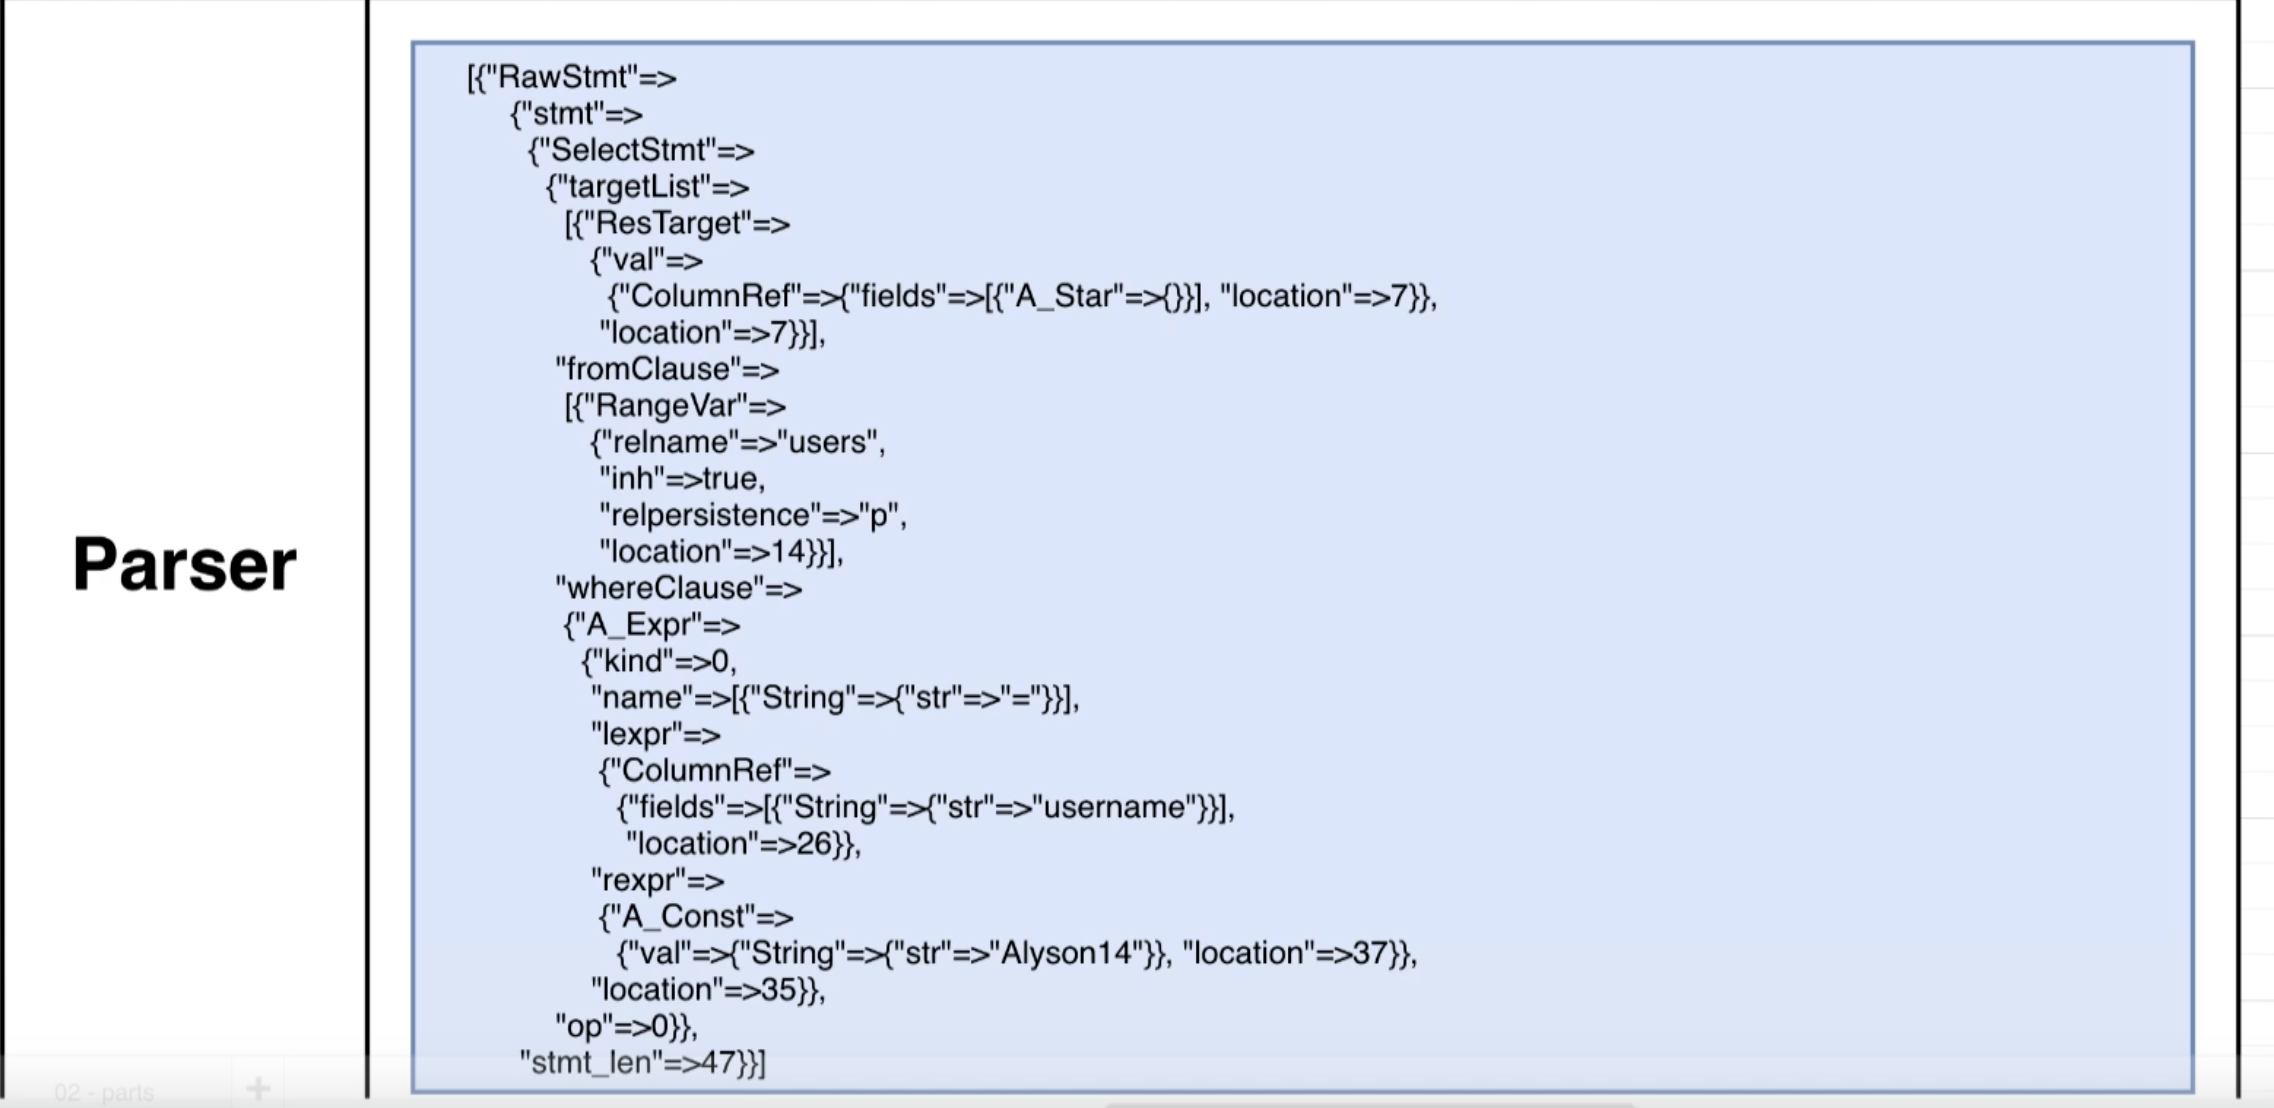 Parser
[{"RawStmt"=>
{"stmt"=>
{"SelectStmt"=>
{"targetList"=>
[{"ResTarget"=>
{"val"=>
{"ColumnRef"=>{"fields"=>[{"A_Star"=>{}}], "location"=>7}},
"location"=>7}}],
"fromClause"=>
[{"RangeVar"=>
{"relname"=>"users",
"inh"=>true,
"relpersistence"=>"p",
"location"=>14}}],
"whereClause"=>
{"A_Expr"=>
{"kind"=>0,
"name"=>[{"String"=>{"str"=>"="}}],
"lexpr"=>
{"ColumnRef"=>
{"fields"=>[{"String"=>{"str"=>"username"}}],
"location"=>26}},
"rexpr"=>
{"A_Const"=>
{"val"=>{"String"=>{"str"=>"Alyson14"}}, "location"=>37}},
"location"=>35}},
"op"=>0}},
"stmt_len"=>47}}]
02 - parts +